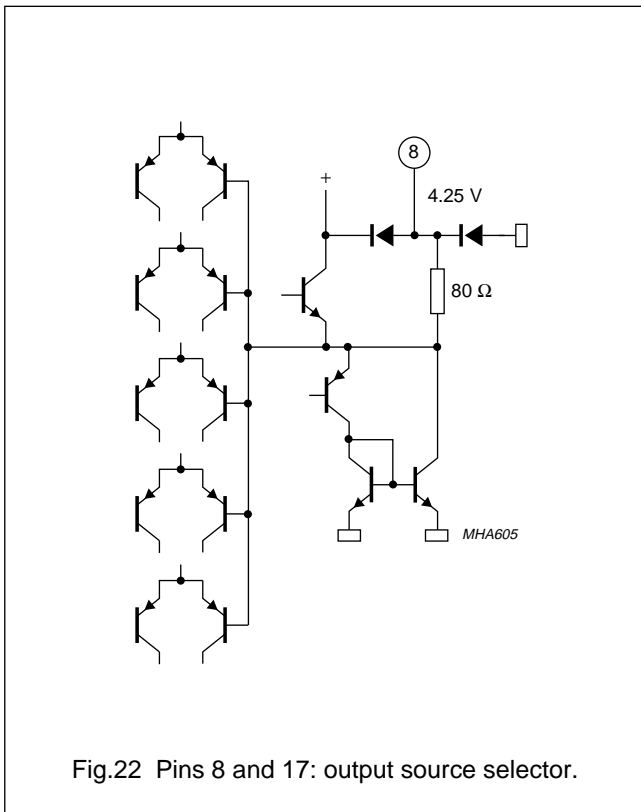 8
+
4.25 V
80 Ω
MHA605
Fig.22 Pins 8 and 17: output source selector.